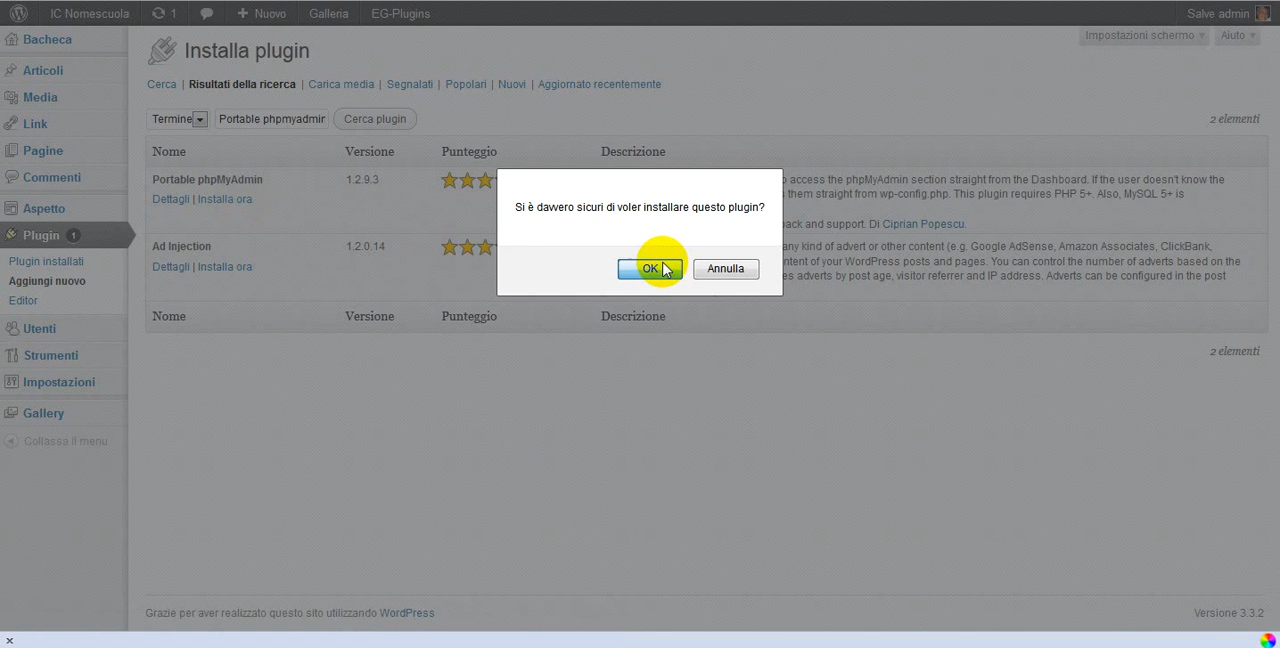 IC Nomescuola 1 Nuovo Galleria EG-Plugins Salve admin
Bacheca
Articoli
Media
Link
Pagine
Commenti
Aspetto
Plugin 1
Plugin installati
Aggiungi nuovo
Editor
Utenti
Strumenti
Impostazioni
Gallery
Collassa il menu
Impostazioni schermo Aiuto
Installa plugin
Cerca | Risultati della ricerca | Carica media | Segnalati | Popolari | Nuovi | Aggiornato recentemente
Termine Portable phpmyadmin Cerca plugin 2 elementi
Nome Versione Punteggio Descrizione
Portable phpMyAdmin 1.2.9.3 to access the phpMyAdmin section straight from the Dashboard. If the user doesn't know the
Dettagli | Installa ora them straight from wp-config.php. This plugin requires PHP 5+. Also, MySQL 5+ is
ack and support. Di Ciprian Popescu.
Ad Injection 1.2.0.14 any kind of advert or other content (e.g. Google AdSense, Amazon Associates, ClickBank,
Dettagli | Installa ora ntent of your WordPress posts and pages. You can control the number of adverts based on the
es adverts by post age, visitor referrer and IP address. Adverts can be configured in the post
Nome Versione Punteggio Descrizione
2 elementi
Si è davvero sicuri di voler installare questo plugin?
OK Annulla
Grazie per aver realizzato questo sito utilizzando WordPress Versione 3.3.2